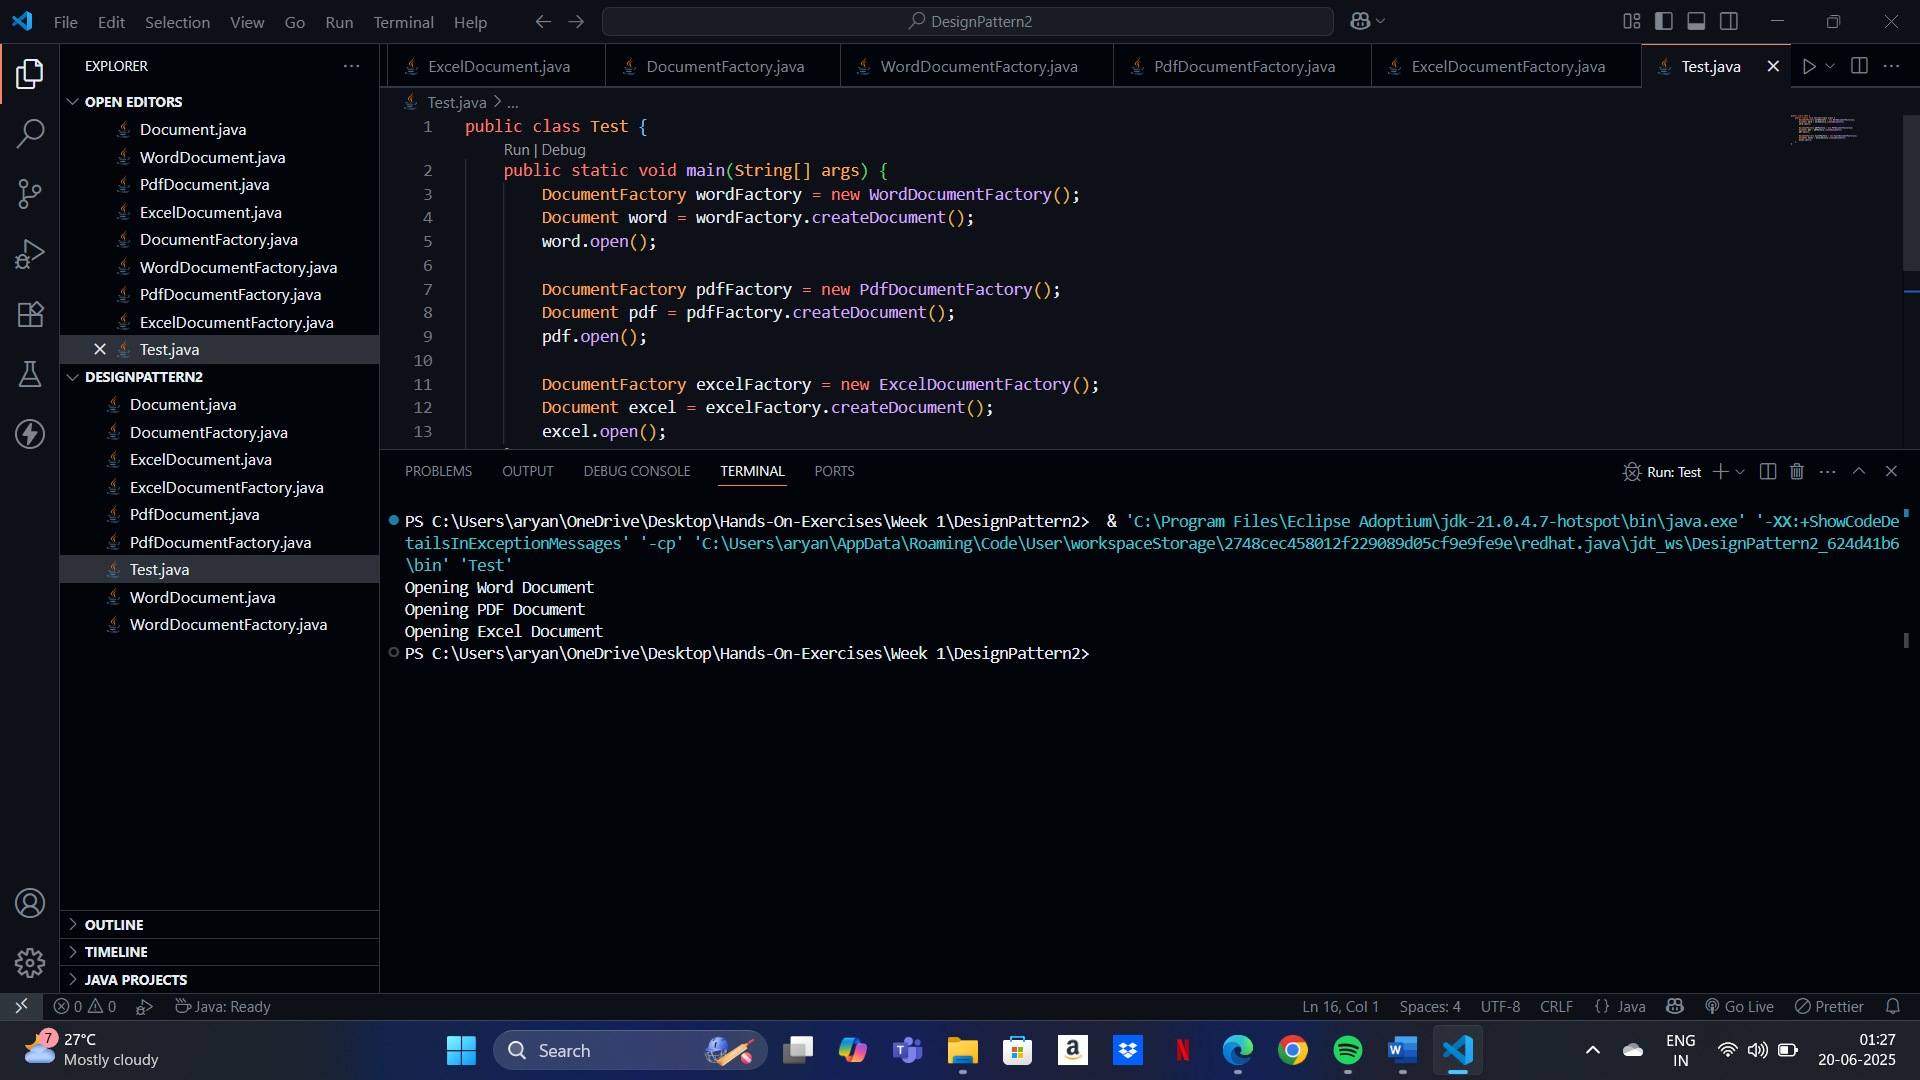 File Edit Selection View Go Run Terminal Help
DesignPattern2
EXPLORER
OPEN EDITORS
Document.java
WordDocument.java
PdfDocument.java
ExcelDocument.java
DocumentFactory.java
WordDocumentFactory.java
PdfDocumentFactory.java
ExcelDocumentFactory.java
Test.java
DESIGNPATTERN2
Document.java
DocumentFactory.java
ExcelDocument.java
ExcelDocumentFactory.java
PdfDocument.java
PdfDocumentFactory.java
Test.java
WordDocument.java
WordDocumentFactory.java
OUTLINE
TIMELINE
JAVA PROJECTS
ExcelDocument.java DocumentFactory.java WordDocumentFactory.java PdfDocumentFactory.java ExcelDocumentFactory.java Test.java
Test.java > ...
1 public class Test {
Run | Debug
2 public static void main(String[] args) {
3 DocumentFactory wordFactory = new WordDocumentFactory();
4 Document word = wordFactory.createDocument();
5 word.open();
6
7 DocumentFactory pdfFactory = new PdfDocumentFactory();
8 Document pdf = pdfFactory.createDocument();
9 pdf.open();
10
11 DocumentFactory excelFactory = new ExcelDocumentFactory();
12 Document excel = excelFactory.createDocument();
13 excel.open();
PROBLEMS OUTPUT DEBUG CONSOLE TERMINAL PORTS
Run: Test
PS C:\Users\aryan\OneDrive\Desktop\Hands-On-Exercises\Week 1\DesignPattern2> & 'C:\Program Files\Eclipse Adoptium\jdk-21.0.4.7-hotspot\bin\java.exe' '-XX:+ShowCodeDe
tailsInExceptionMessages' '-cp' 'C:\Users\aryan\AppData\Roaming\Code\User\workspaceStorage\2748cec458012f229089d05cf9e9fe9e\redhat.java\jdt_ws\DesignPattern2_624d41b6
\bin' 'Test'
Opening Word Document
Opening PDF Document
Opening Excel Document
PS C:\Users\aryan\OneDrive\Desktop\Hands-On-Exercises\Week 1\DesignPattern2>
0 0 Java: Ready
Ln 16, Col 1 Spaces: 4 UTF-8 CRLF {} Java Go Live Prettier
7 27°C
Mostly cloudy
Search
ENG
IN
01:27
20-06-2025